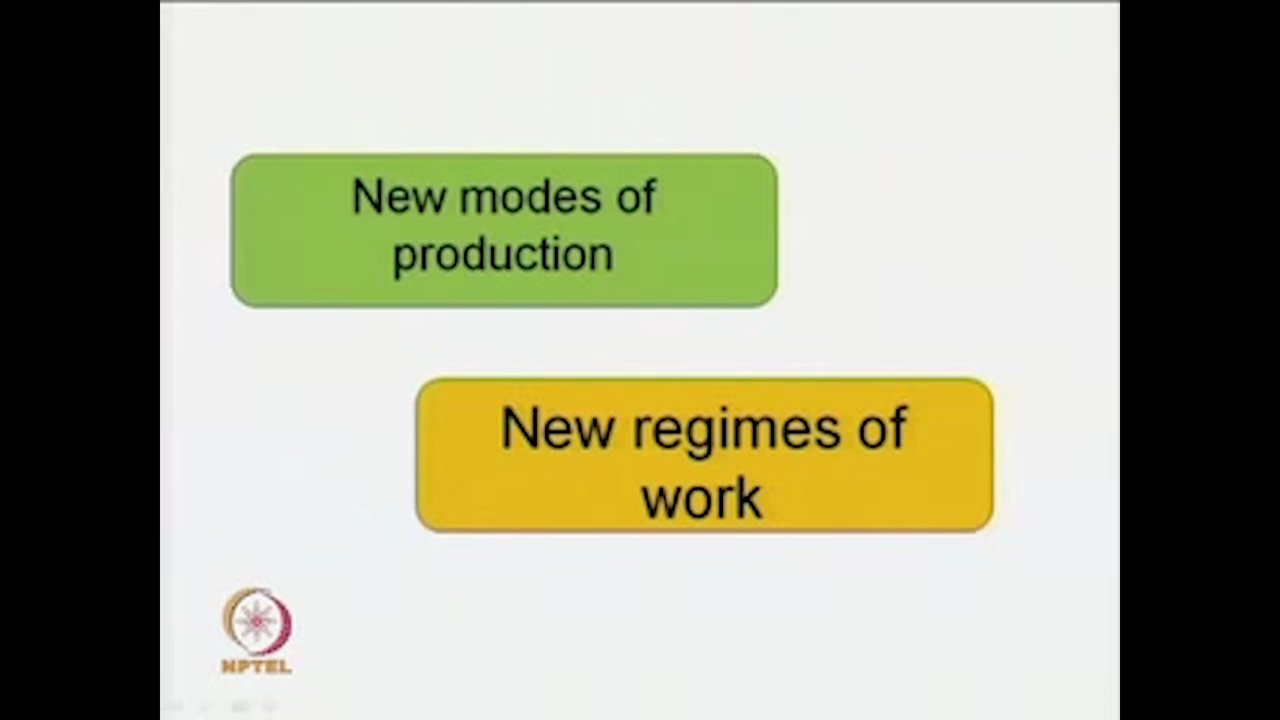 New modes of
production
New regimes of
work
NPTEL